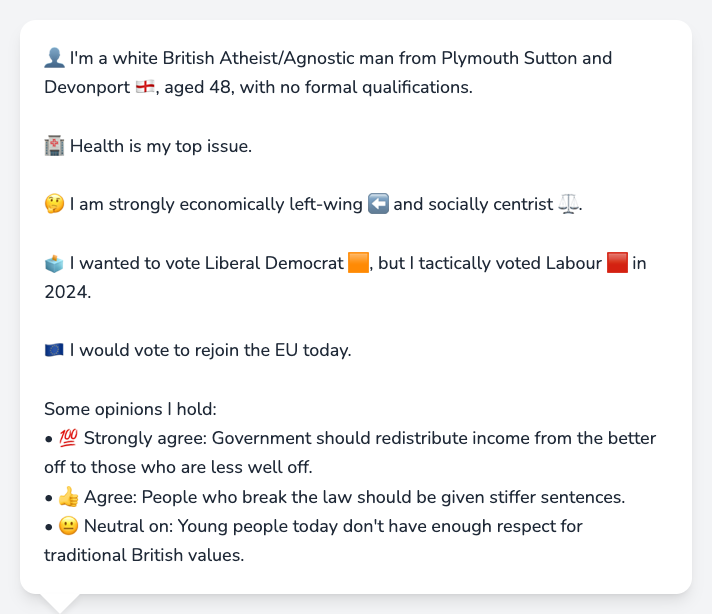 👤 I'm a white British Atheist/Agnostic man from Plymouth Sutton and
Devonport 🏴󠁧󠁢󠁥󠁮󠁧󠁿, aged 48, with no formal qualifications.
🏥 Health is my top issue.
🤔 I am strongly economically left-wing ⬅️ and socially centrist ⚖️.
🗳️ I wanted to vote Liberal Democrat 🟧, but I tactically voted Labour 🟥 in
2024.
🇪🇺 I would vote to rejoin the EU today.
Some opinions I hold:
• 💯 Strongly agree: Government should redistribute income from the better
off to those who are less well off.
• 👍 Agree: People who break the law should be given stiffer sentences.
• 😐 Neutral on: Young people today don't have enough respect for
traditional British values.